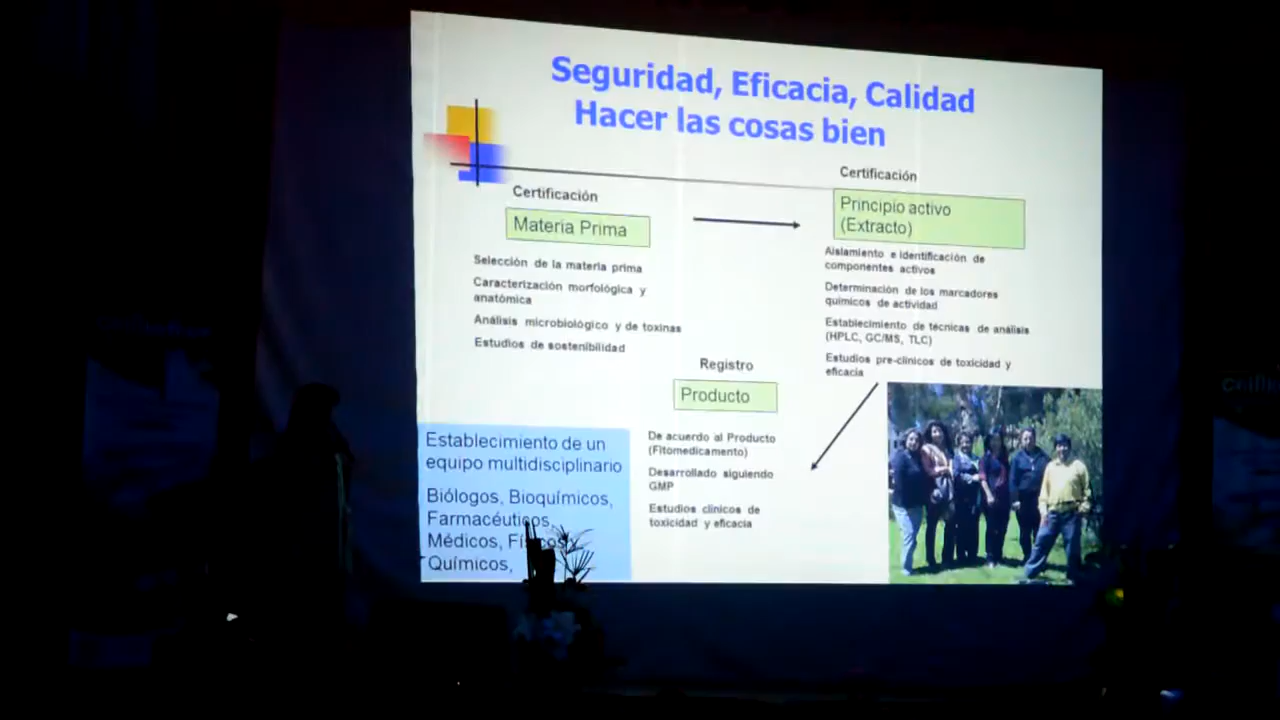 Seguridad, Eficacia, Calidad
Hacer las cosas bien
Certificación
Materia Prima
Selección de la materia prima
Caracterización morfológica y
anatómica
Análisis microbiológico y de toxinas
Estudios de sostenibilidad
Certificación
Principio activo
(Extracto)
Aislamiento e identificación de
componentes activos
Determinación de los marcadores
químicos de actividad
Establecimiento de técnicas de análisis
(HPLC, GC/MS, TLC)
Estudios pre-clínicos de toxicidad y
eficacia
Registro
Producto
De acuerdo al Producto
(Fitomedicamento)
Desarrollado siguiendo
GMP
Estudios clínicos de
toxicidad y eficacia
Establecimiento de un
equipo multidisciplinario
Biólogos, Bioquímicos,
Farmacéuticos,
Médicos, Físicos y
Químicos,